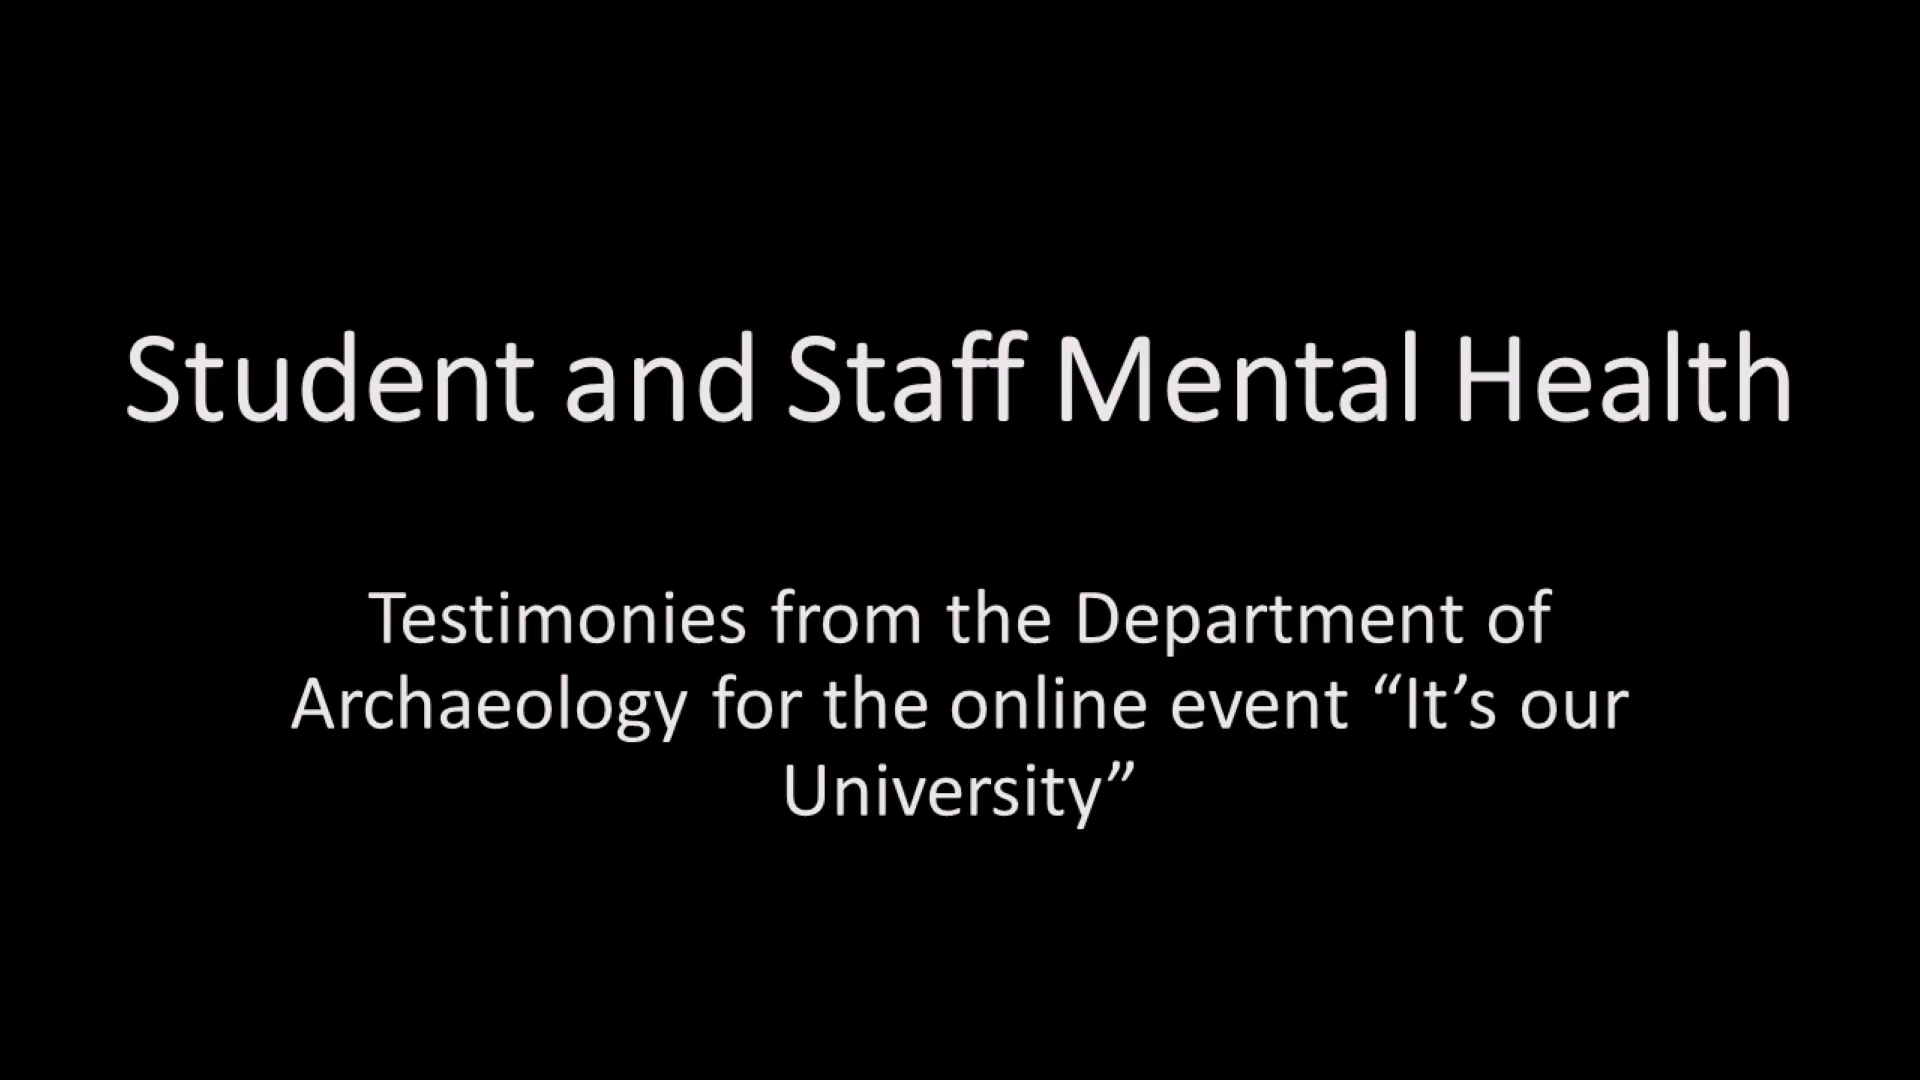 Student and Staff Mental Health
Testimonies from the Department of
Archaeology for the online event “It’s our
University”